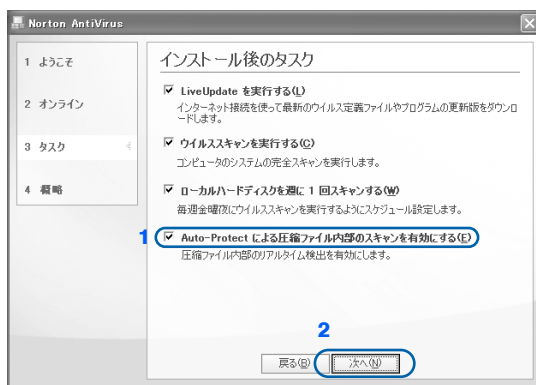 Norton AntiVirus
1 ようこそ
2 オンライン
3 タスク
4 概略
インストール後のタスク
LiveUpdate を実行する(L)
インターネット接続を使って最新のウイルス定義ファイルやプログラムの更新版をダウンロ
ードします。
ウイルススキャンを実行する(C)
コンピュータのシステムの完全スキャンを実行します。
ローカルハードディスクを週に 1 回スキャンする(W)
毎週金曜夜にウイルススキャンを実行するようにスケジュール設定します。
1 Auto-Protect による圧縮ファイル内部のスキャンを有効にする(E)
圧縮ファイル内部のリアルタイム検出を有効にします。
2
戻る(B) 次へ(N)